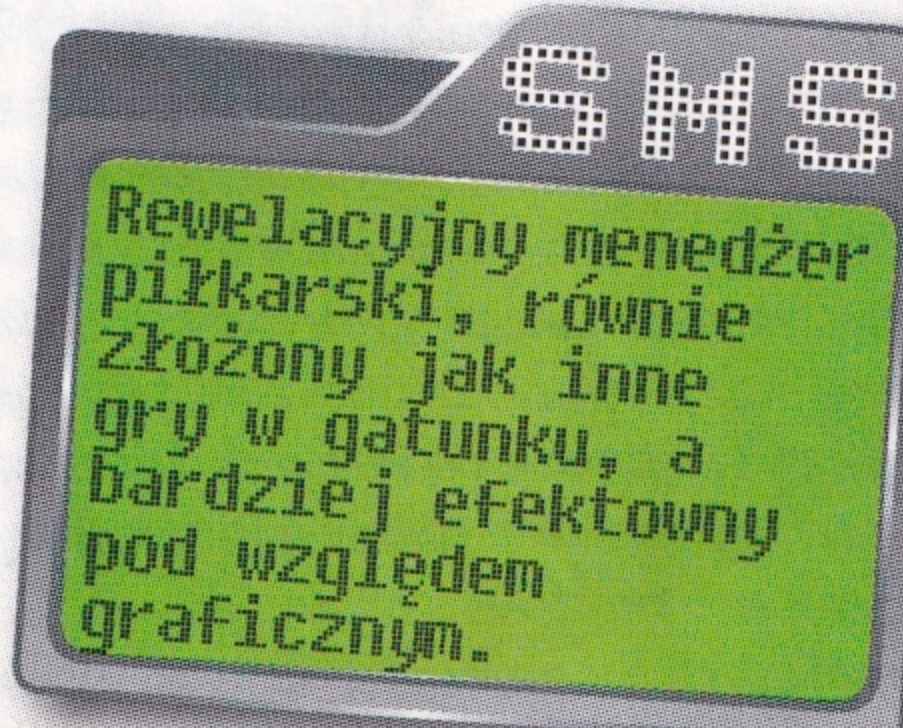 SMS
Rewelacyjny menedżer
piłkarski, równie
złożony jak inne
gry w gatunku, a
bardziej efektowny
pod względem
graficznym.